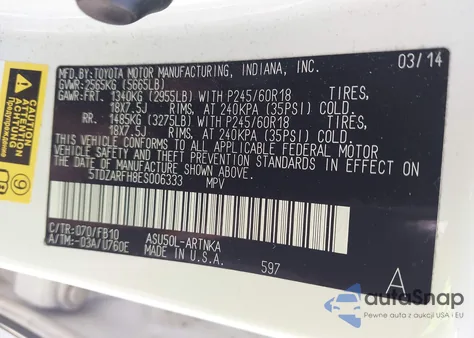 MFD.BY:TOYOTA MOTOR MANUFACTURING, INDIANA, INC. 03/14
GVWR:2565KG (5665LB)
GAWR:FRT. 1340KG (2955LB) WITH P245/60R18 TIRES,
18X7.5J RIMS, AT 240KPA (35PSI) COLD.
RR. 1485KG (3275LB) WITH P245/60R18 TIRES,
18X7.5J RIMS, AT 240KPA (35PSI) COLD.
THIS VEHICLE CONFORMS TO ALL APPLICABLE FEDERAL MOTOR
VEHICLE SAFETY AND THEFT PREVENTION STANDARDS IN EFFECT
ON THE DATE OF MANUFACTURE SHOWN ABOVE.
5TDZARFH8ES006333 MPV
C/TR:070/FB10 ASU50L-ARTNKA
A/TM:-03A/U760E MADE IN U.S.A.
597
A
CAUTION
ATTENTION
autaSnap
Pewne auta z aukcji USA i EU